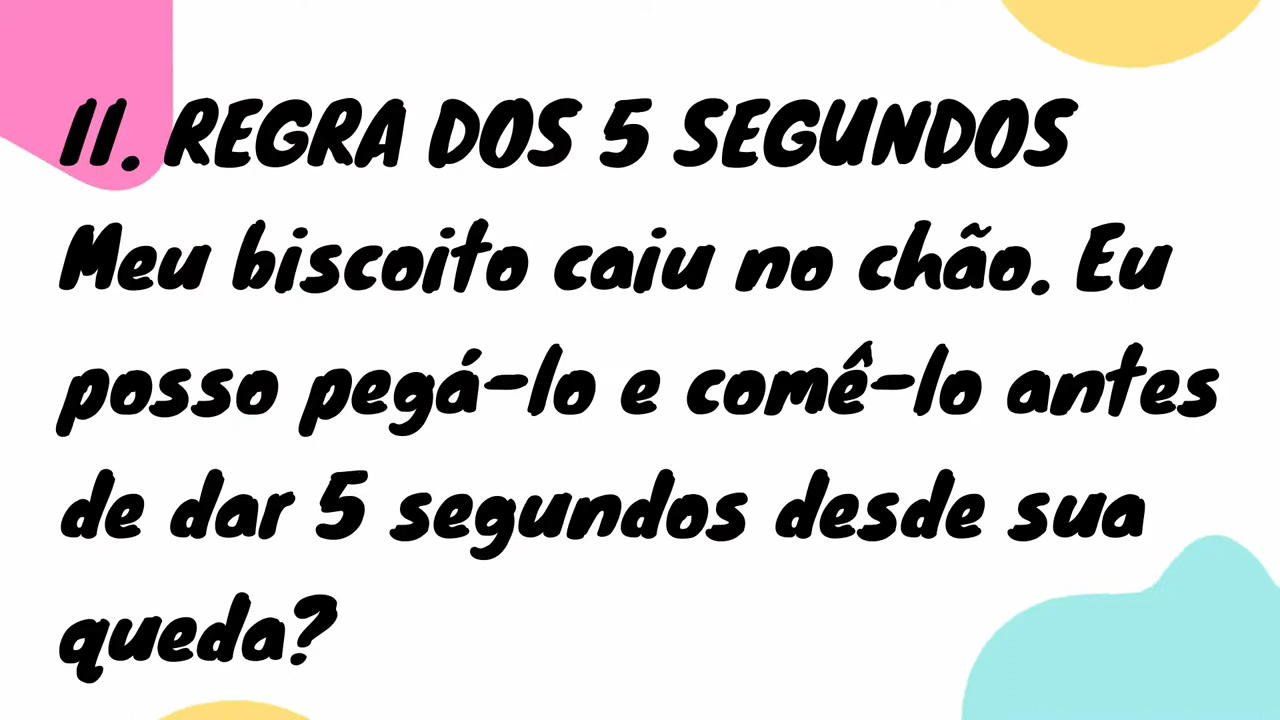 II. REGRA DOS 5 SEGUNDOS
Meu biscoito caiu no chão. Eu
posso pegá-lo e comê-lo antes
de dar 5 segundos desde sua
queda?